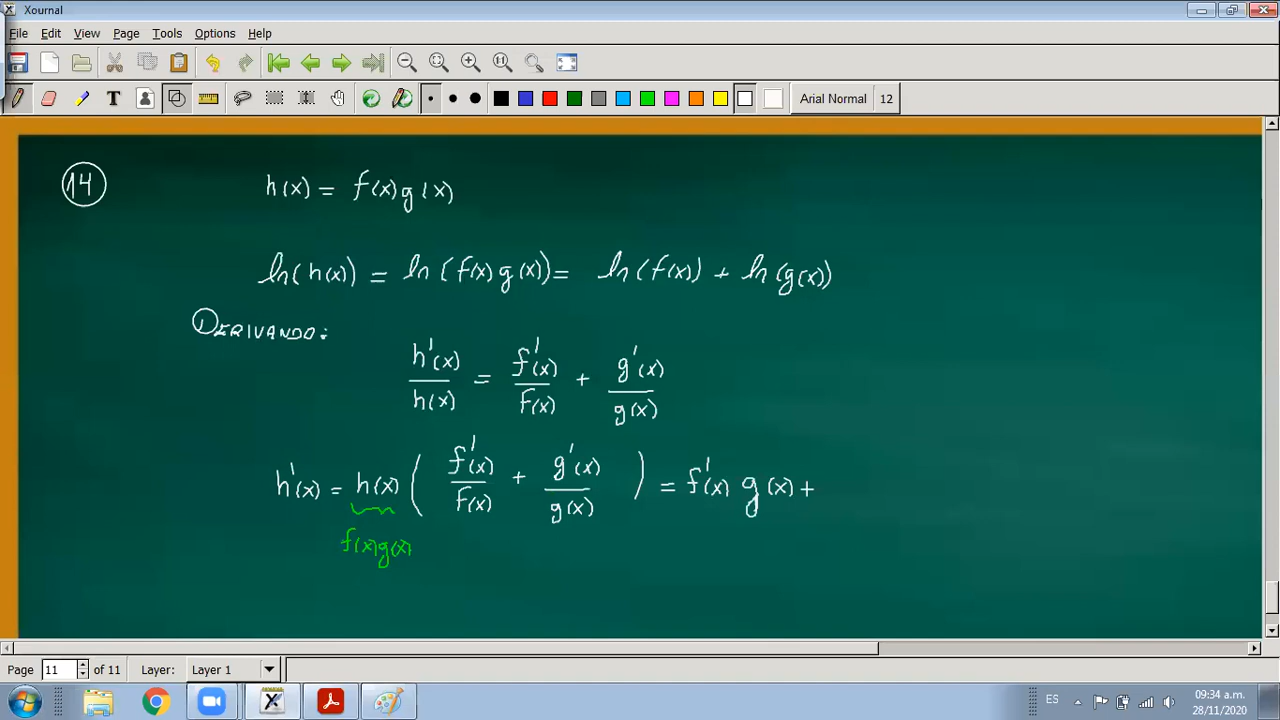 Xournal
File Edit View Page Tools Options Help
Arial Normal 12
14 h(x) = f(x)g(x)
ln(h(x)) = ln(f(x)g(x)) = ln(f(x)) + ln(g(x))
DERIVANDO:
h'(x)/h(x) = f'(x)/f(x) + g'(x)/g(x)
h'(x) = h(x) ( f'(x)/f(x) + g'(x)/g(x) ) = f'(x) g(x) +
f(x)g(x)
Page 11 of 11 Layer: Layer 1
ES 09:34 a.m.
28/11/2020